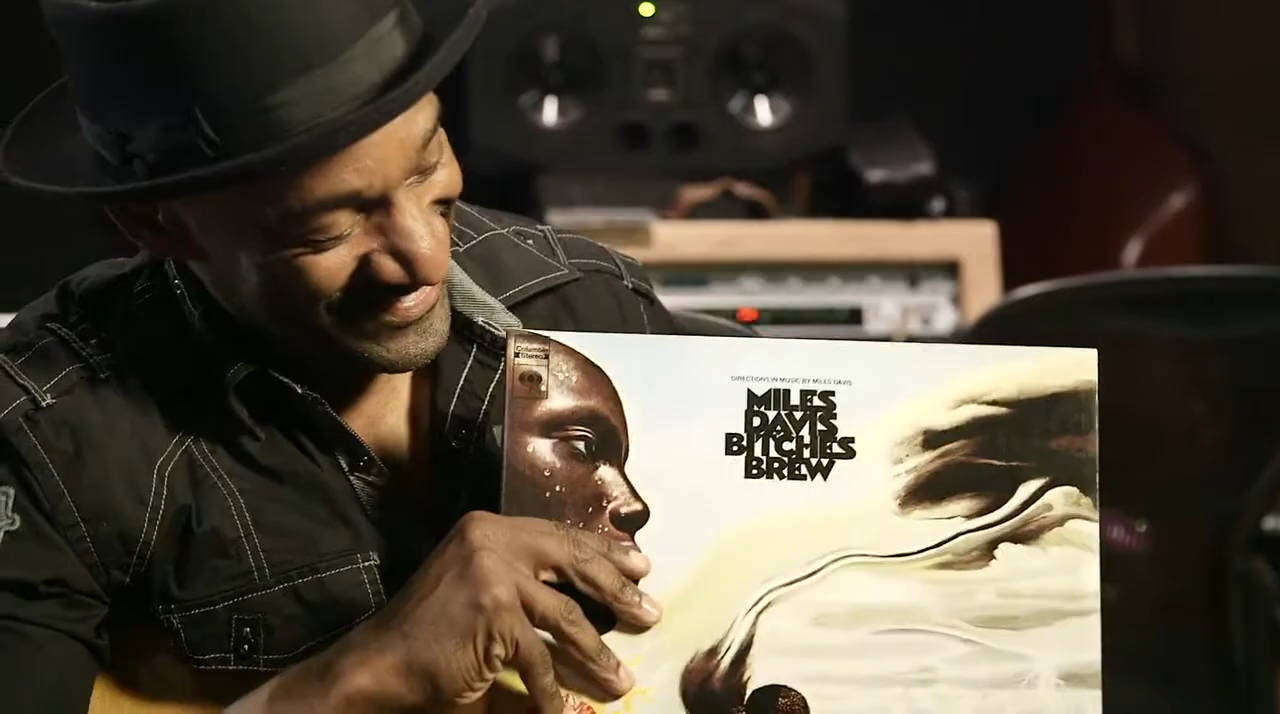 Columbia
Stereo
DIRECTIONS IN MUSIC BY MILES DAVIS
MILES
DAVIS
BITCHES
BREW